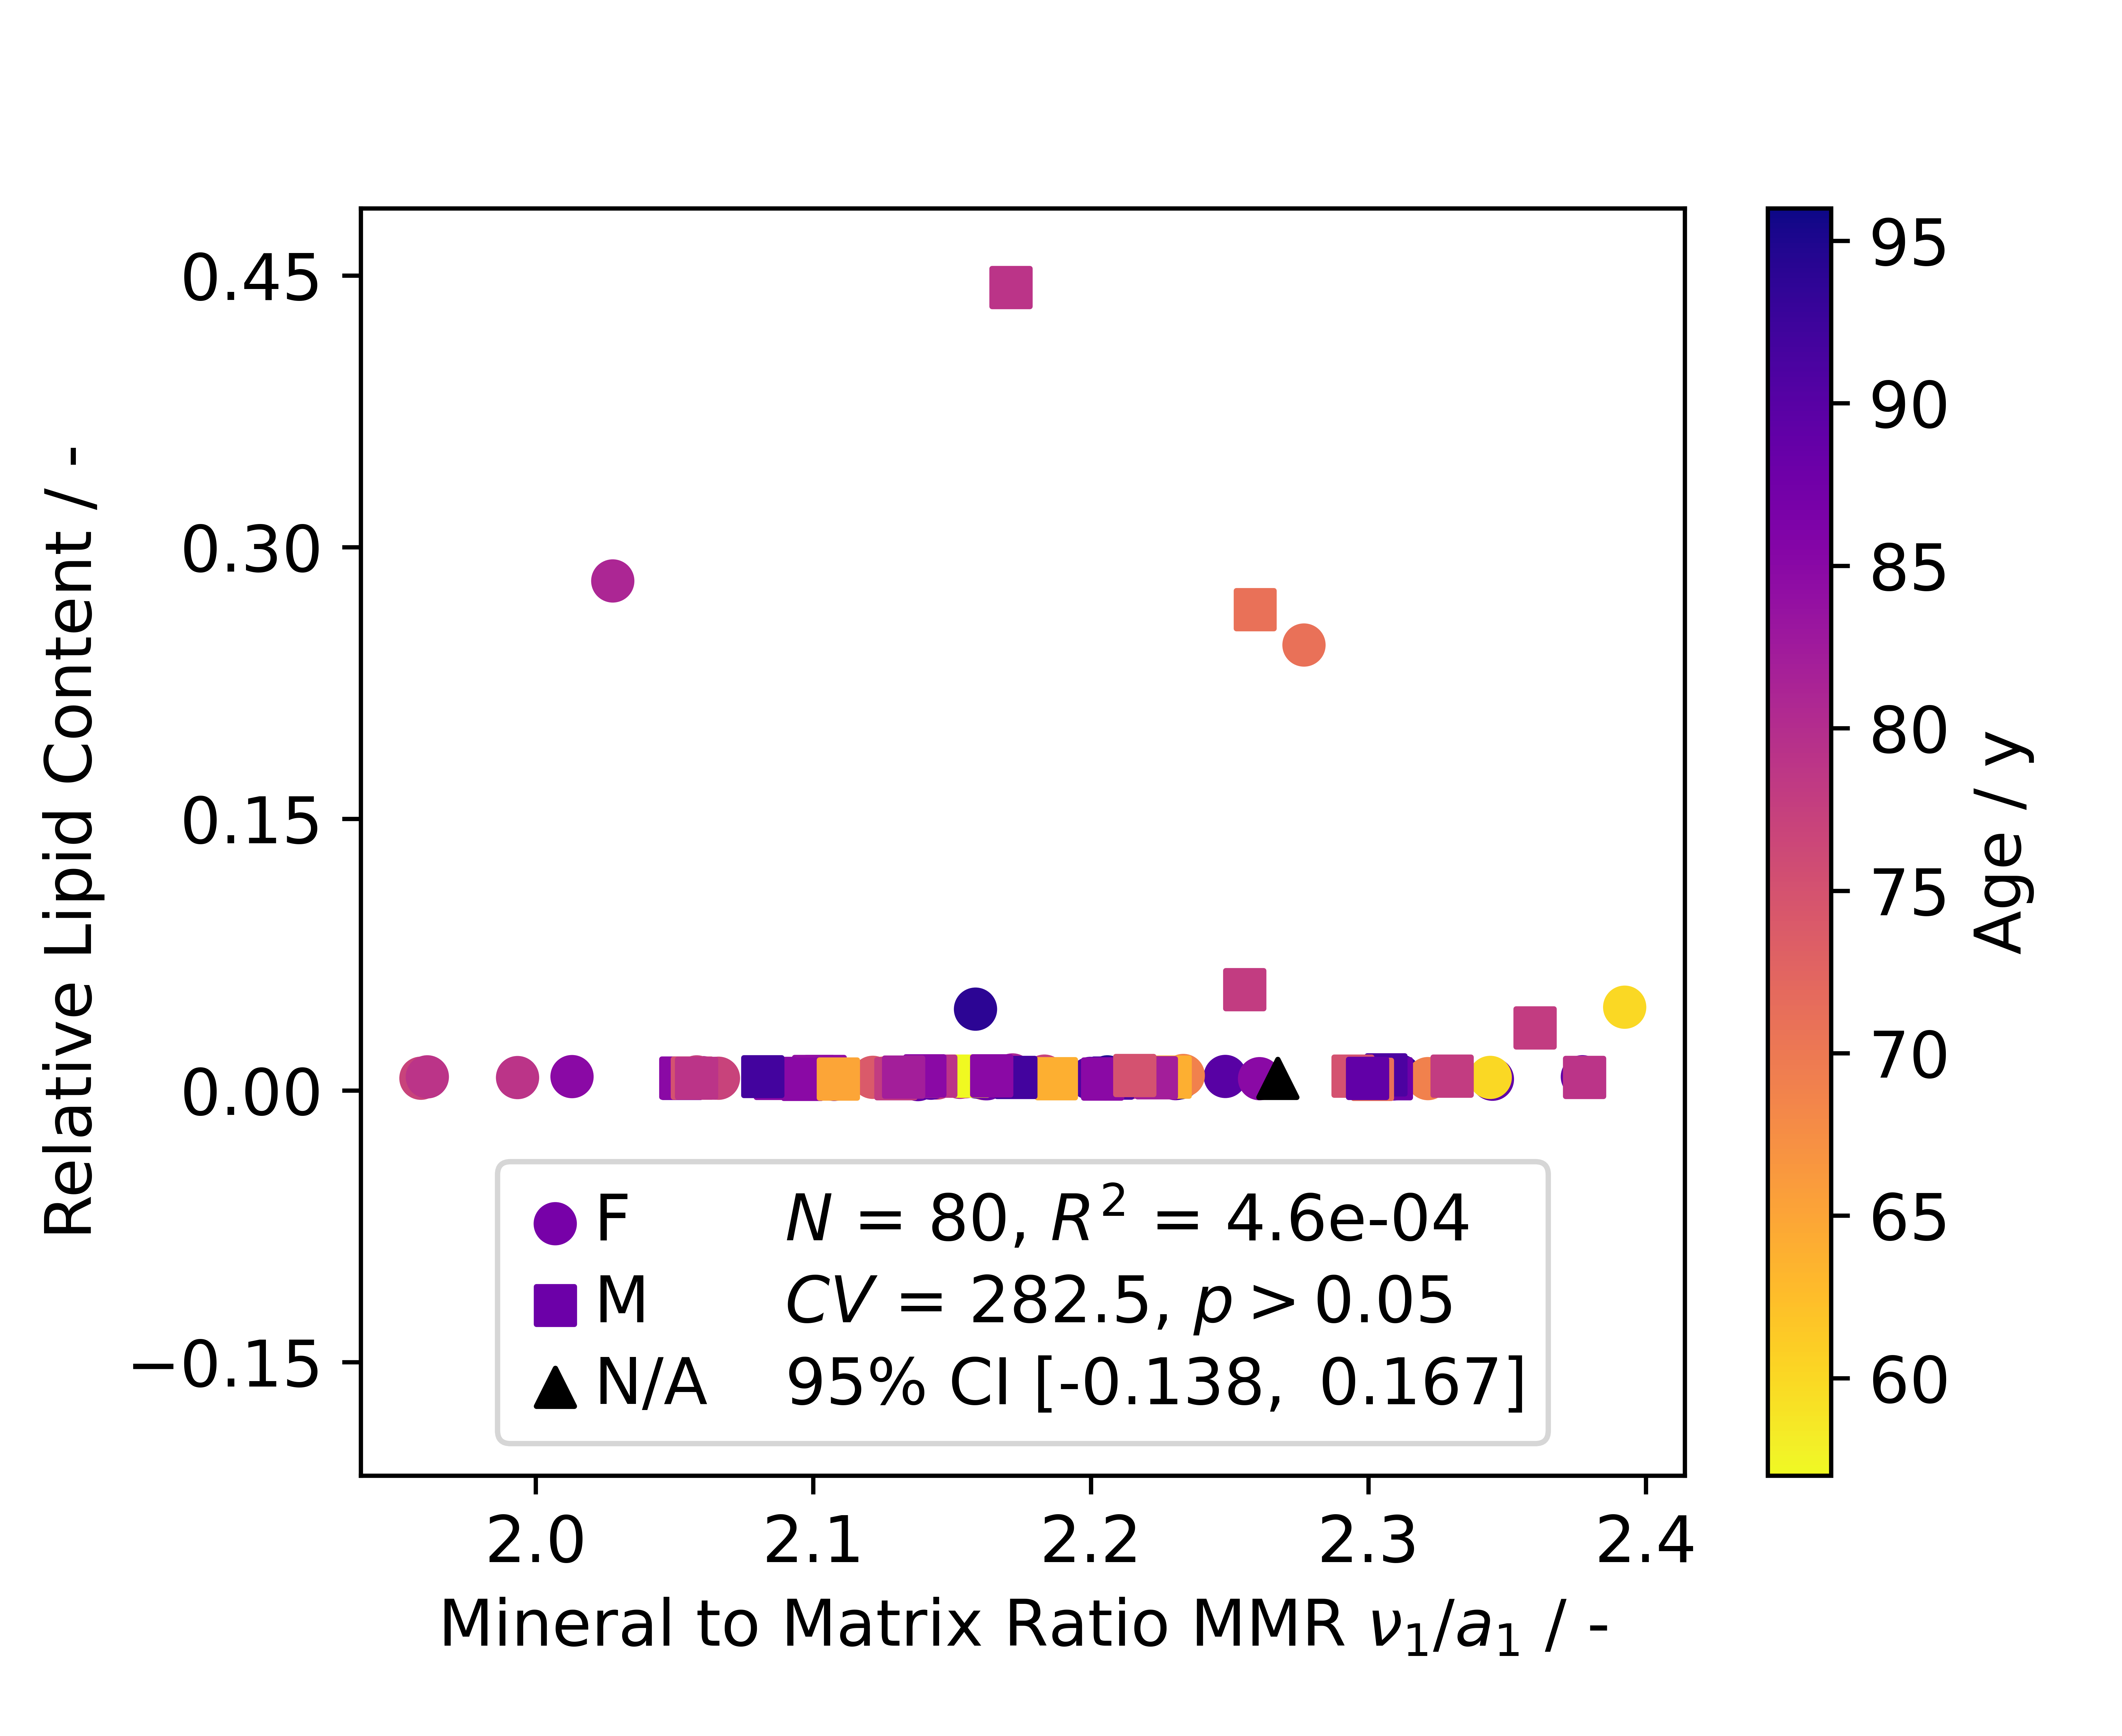 0.45
0.30
0.15
0.00
−0.15
Relative Lipid Content / -
F N = 80, R² = 4.6e-04
M CV = 282.5, p > 0.05
N/A 95% CI [-0.138, 0.167]
2.0 2.1 2.2 2.3 2.4
Mineral to Matrix Ratio MMR ν₁/a₁ / -
95
90
85
80
75
70
65
60
Age / y